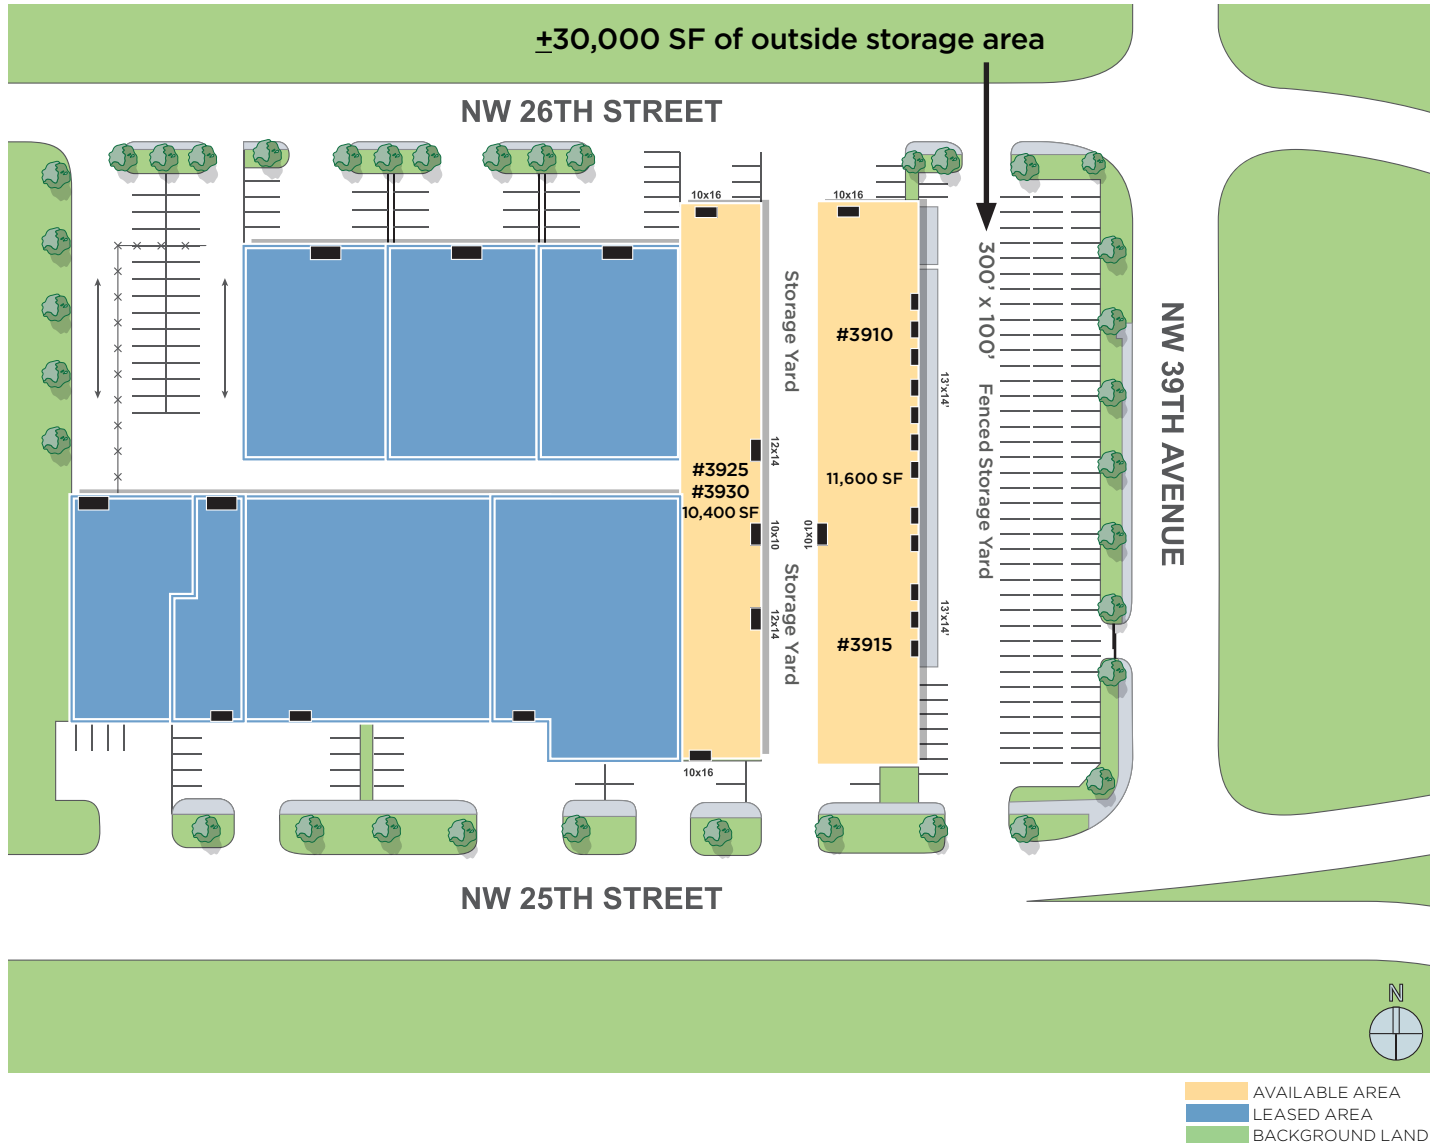 ±30,000 SF of outside storage area
NW 26TH STREET
10x16
10x16
Storage Yard
300' x 100' Fenced Storage Yard
#3910
13'x14'
NW 39TH AVENUE
12x14
#3925
#3930
10,400 SF
11,600 SF
10x10
10x10
Storage Yard
12x14
13'x14'
#3915
10x16
NW 25TH STREET
N
AVAILABLE AREA
LEASED AREA
BACKGROUND LAND